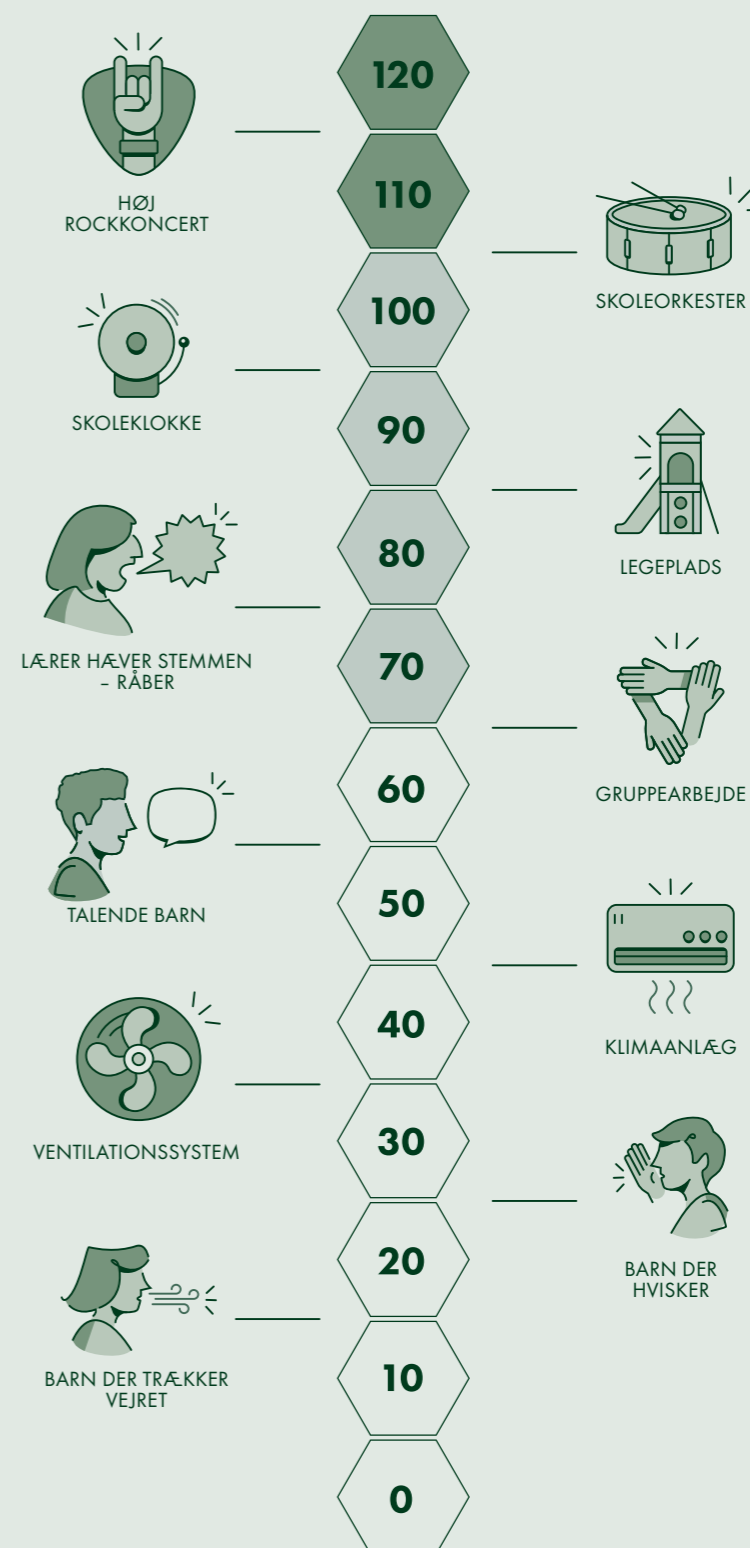 120
HØJ
ROCKKONCERT
110
SKOLEORKESTER
100
SKOLEKLOKKE
90
LEGEPLADS
80
LÆRER HÆVER STEMMEN
– RÅBER
70
GRUPPEARBEJDE
60
TALENDE BARN
50
KLIMAANLÆG
40
VENTILATIONSSYSTEM
30
BARN DER
HVISKER
20
BARN DER TRÆKKER
VEJRET
10
0